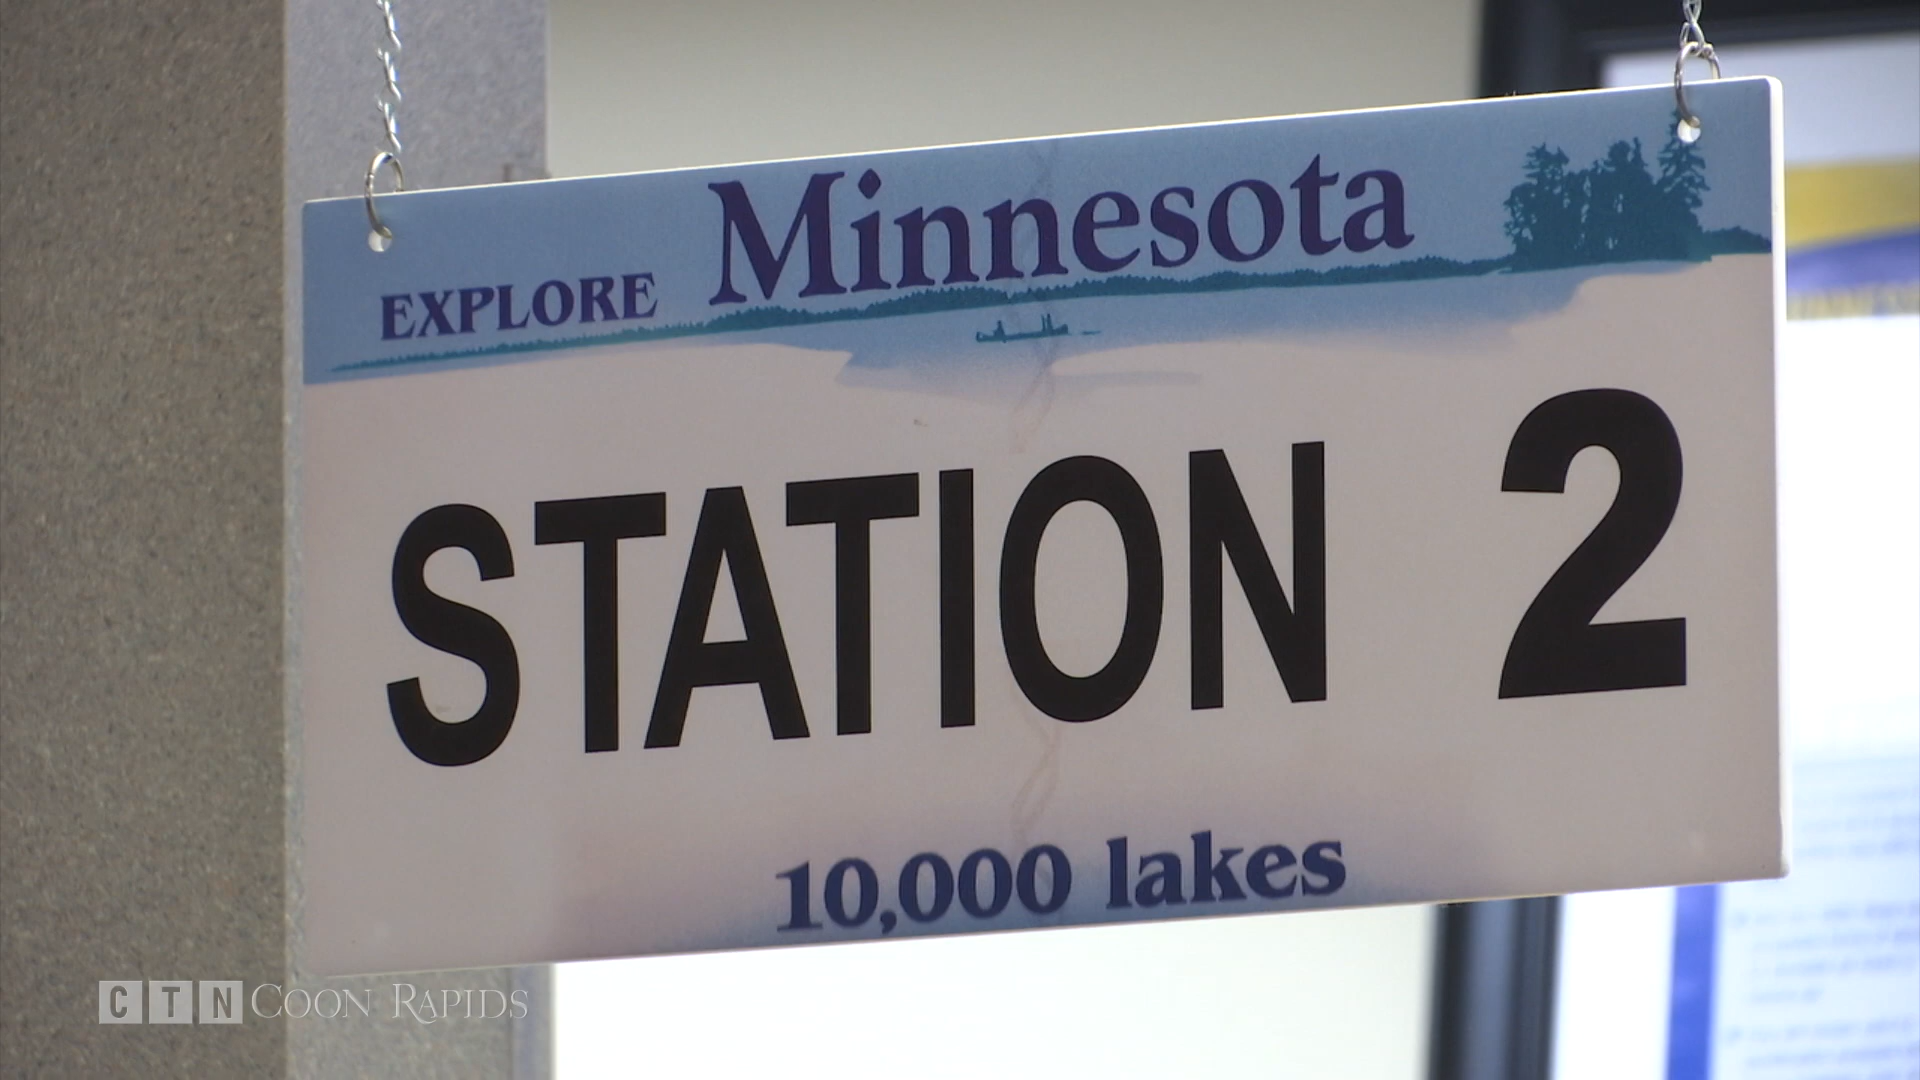 EXPLORE Minnesota
STATION 2
10,000 lakes
CTN COON RAPIDS